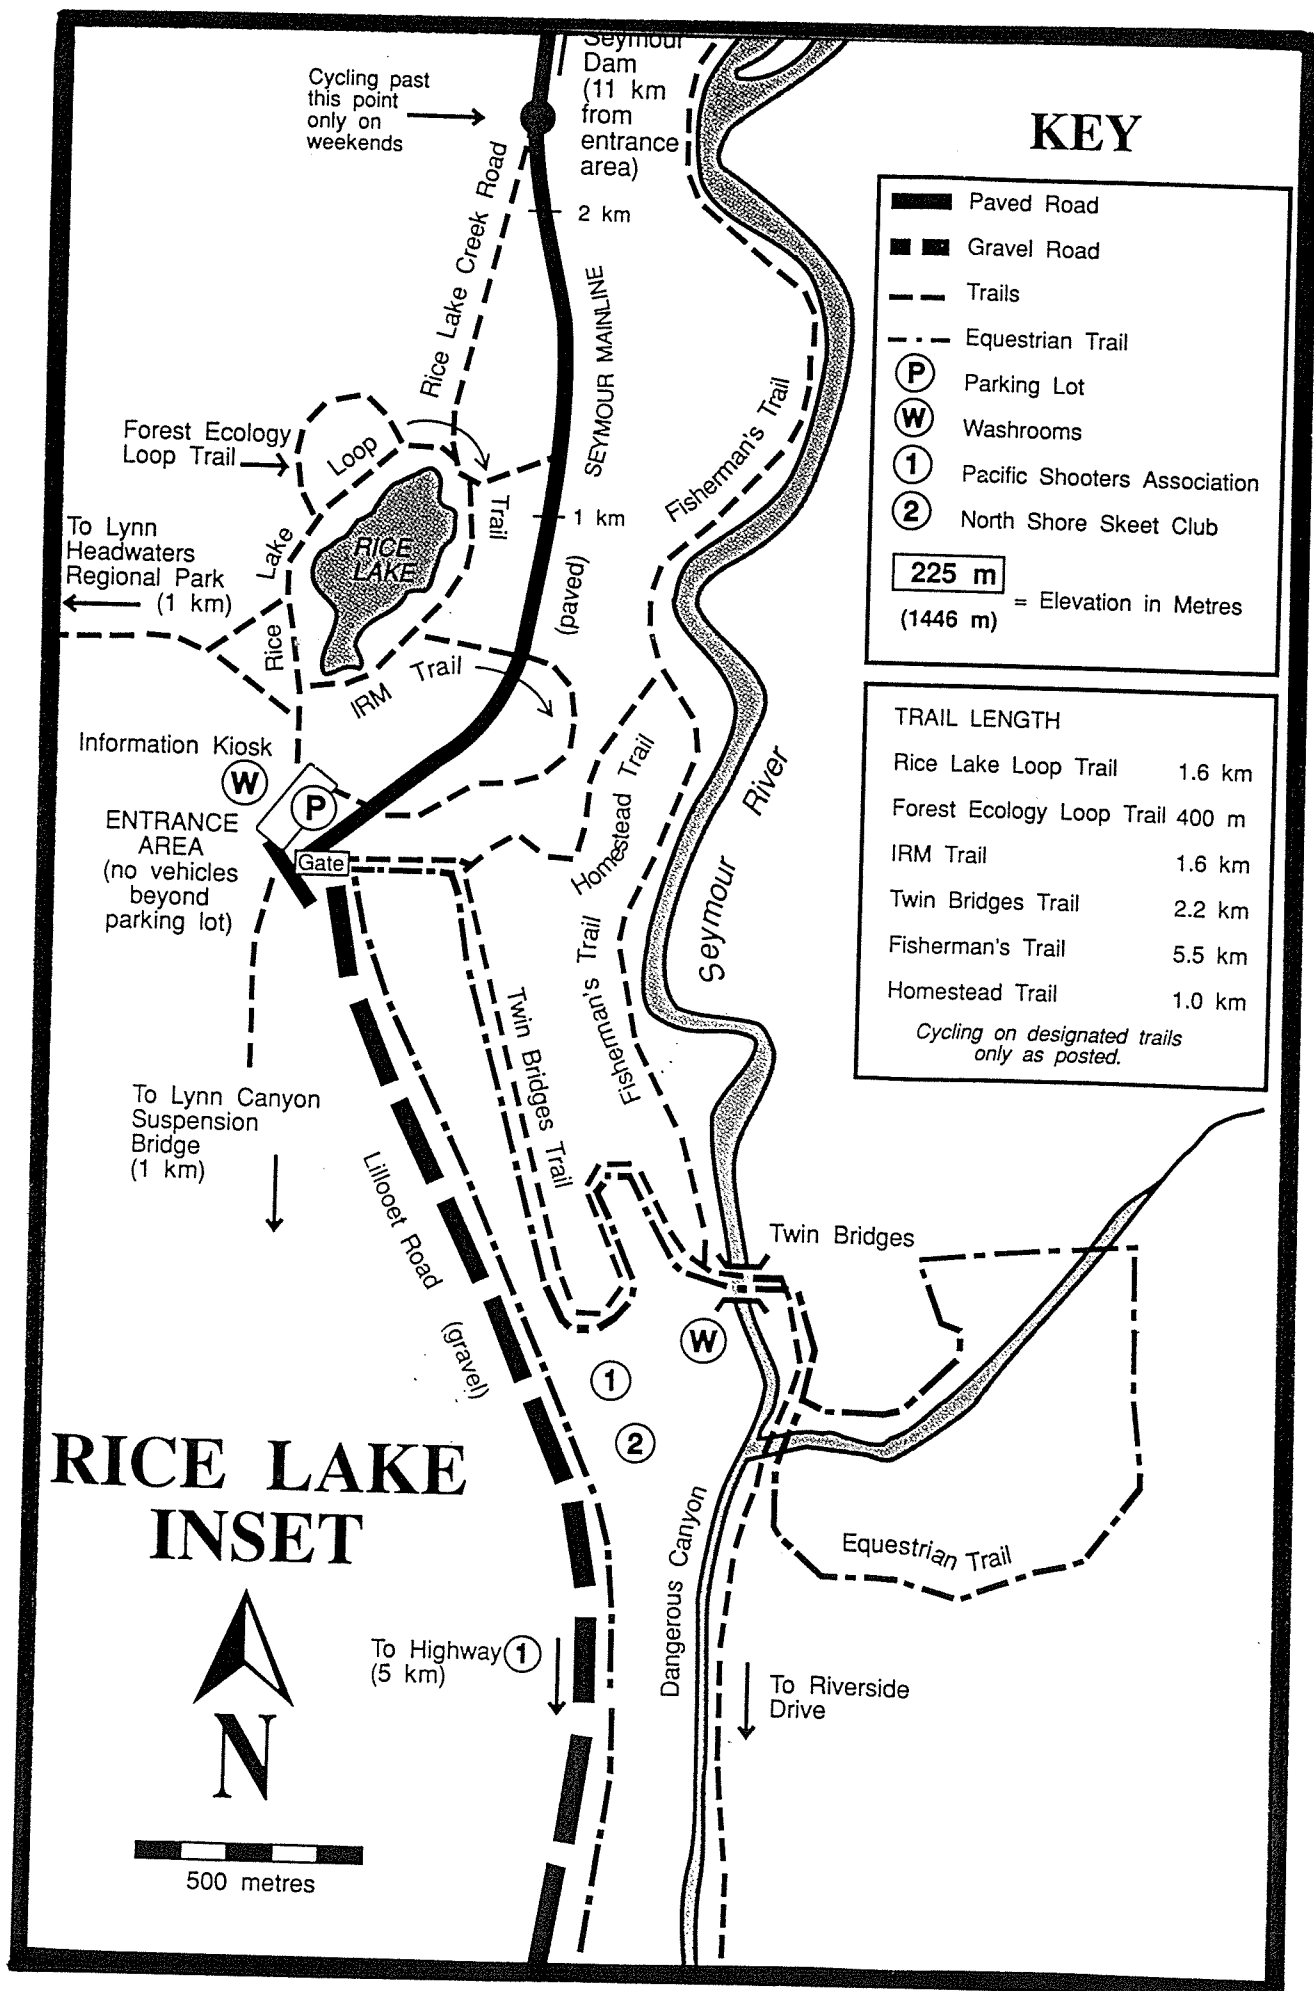 Seymour
Dam
(11 km
from
entrance
area)
Cycling past
this point
only on
weekends
2 km
Rice Lake Creek Road
SEYMOUR MAINLINE
(paved)
1 km
Fisherman's Trail
Forest Ecology
Loop Trail
Rice Lake Loop Trail
RICE
LAKE
To Lynn
Headwaters
Regional Park
(1 km)
IRM Trail
Information Kiosk
W
P
ENTRANCE
AREA
(no vehicles
beyond
parking lot)
Gate
Homestead Trail
Fisherman's Trail
Seymour River
Twin Bridges Trail
To Lynn Canyon
Suspension
Bridge
(1 km)
Lillooet Road (gravel)
Twin Bridges
W
1
2
Dangerous Canyon
Equestrian Trail
To Highway 1
(5 km)
To Riverside
Drive
RICE LAKE
INSET
N
500 metres
KEY
Paved Road
Gravel Road
Trails
Equestrian Trail
P Parking Lot
W Washrooms
1 Pacific Shooters Association
2 North Shore Skeet Club
225 m
(1446 m) = Elevation in Metres
TRAIL LENGTH
Rice Lake Loop Trail 1.6 km
Forest Ecology Loop Trail 400 m
IRM Trail 1.6 km
Twin Bridges Trail 2.2 km
Fisherman's Trail 5.5 km
Homestead Trail 1.0 km
Cycling on designated trails
only as posted.